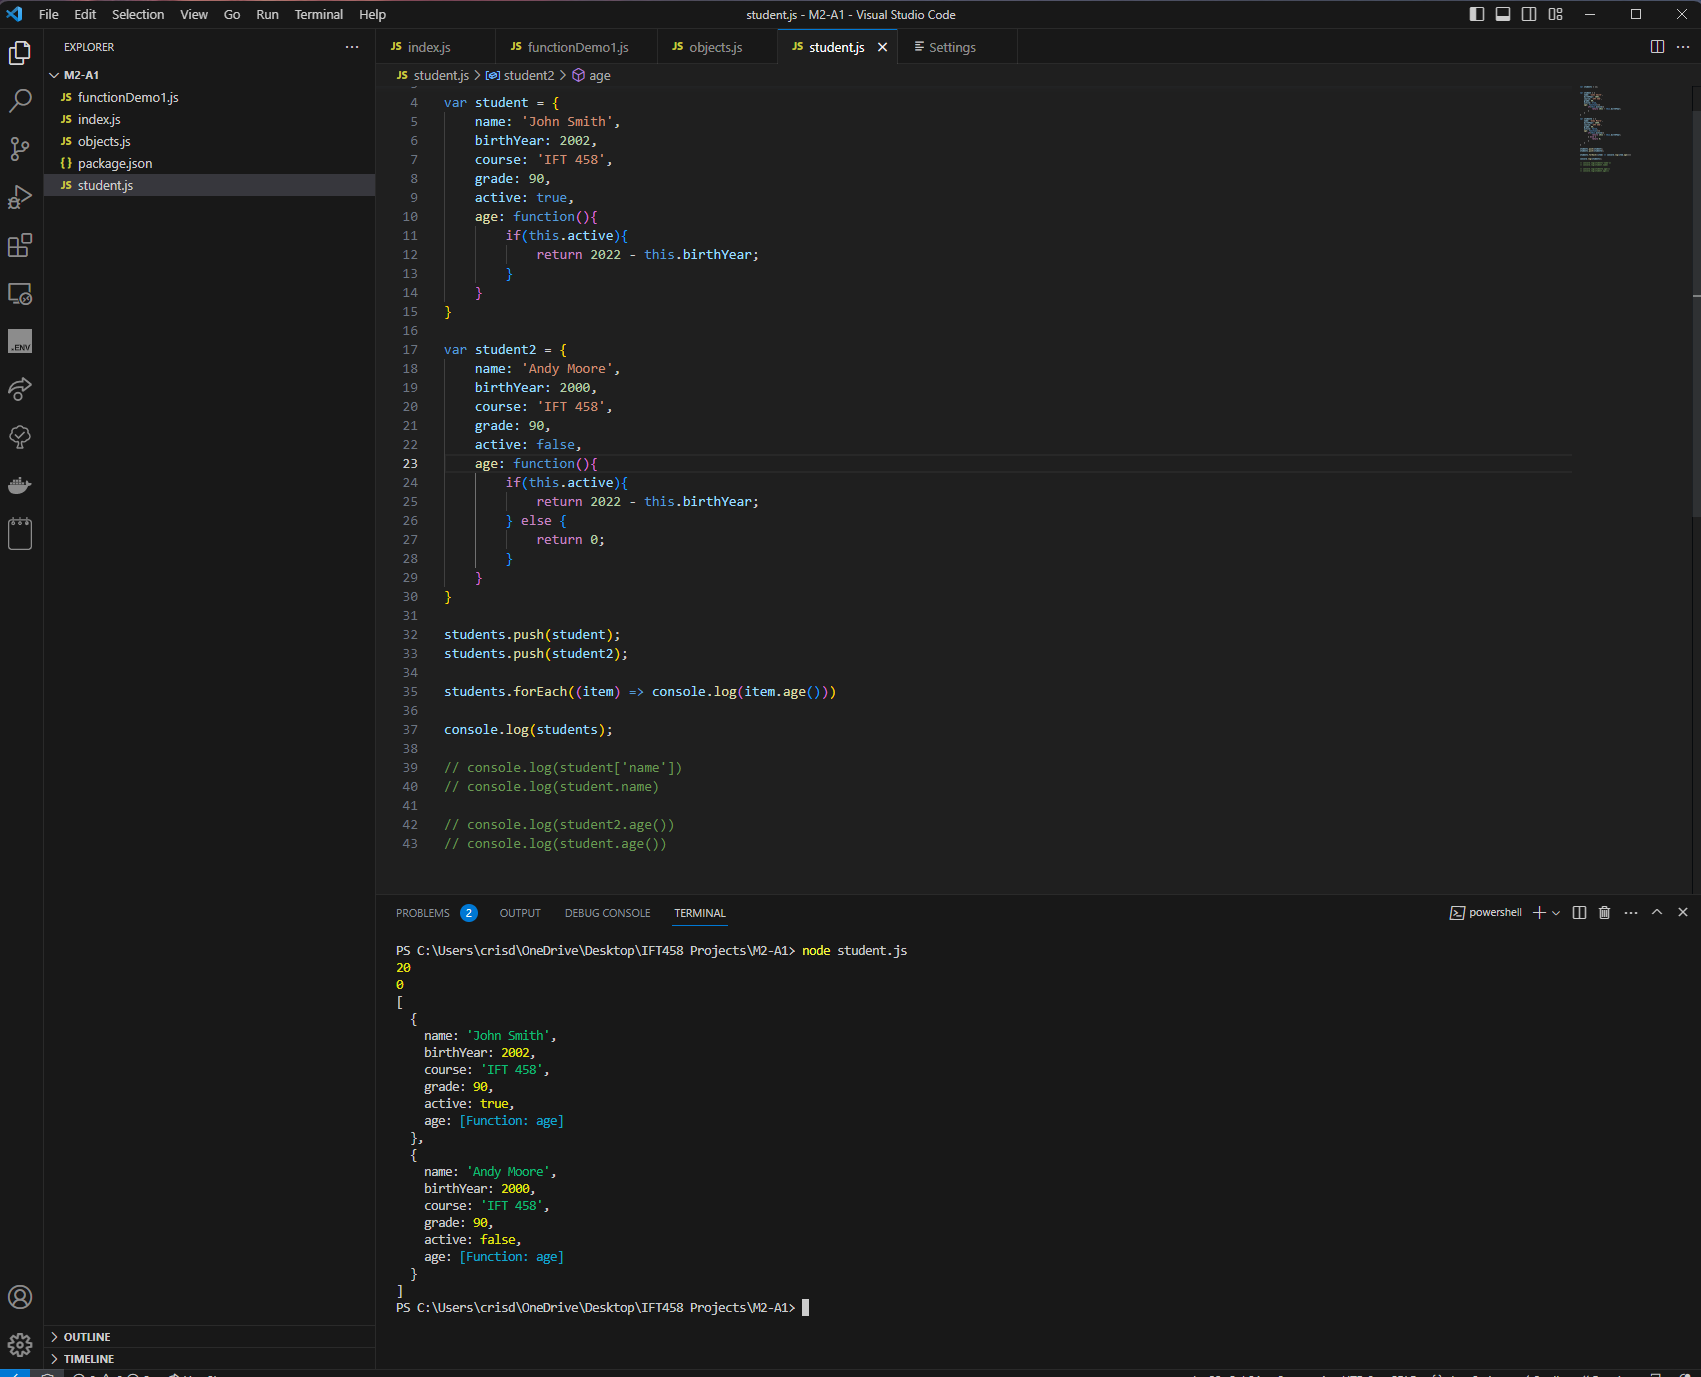 File Edit Selection View Go Run Terminal Help
student.js - M2-A1 - Visual Studio Code
EXPLORER
M2-A1
JS functionDemo1.js
JS index.js
JS objects.js
{} package.json
JS student.js
.ENV
OUTLINE
TIMELINE
JS index.js JS functionDemo1.js JS objects.js JS student.js Settings
JS student.js > student2 > age
4 var student = {
5 name: 'John Smith',
6 birthYear: 2002,
7 course: 'IFT 458',
8 grade: 90,
9 active: true,
10 age: function(){
11 if(this.active){
12 return 2022 - this.birthYear;
13 }
14 }
15 }
16
17 var student2 = {
18 name: 'Andy Moore',
19 birthYear: 2000,
20 course: 'IFT 458',
21 grade: 90,
22 active: false,
23 age: function(){
24 if(this.active){
25 return 2022 - this.birthYear;
26 } else {
27 return 0;
28 }
29 }
30 }
31
32 students.push(student);
33 students.push(student2);
34
35 students.forEach((item) => console.log(item.age()))
36
37 console.log(students);
38
39 // console.log(student['name'])
40 // console.log(student.name)
41
42 // console.log(student2.age())
43 // console.log(student.age())
PROBLEMS 2 OUTPUT DEBUG CONSOLE TERMINAL
powershell
PS C:\Users\crisd\OneDrive\Desktop\IFT458 Projects\M2-A1> node student.js
20
0
[
{
name: 'John Smith',
birthYear: 2002,
course: 'IFT 458',
grade: 90,
active: true,
age: [Function: age]
},
{
name: 'Andy Moore',
birthYear: 2000,
course: 'IFT 458',
grade: 90,
active: false,
age: [Function: age]
}
]
PS C:\Users\crisd\OneDrive\Desktop\IFT458 Projects\M2-A1>